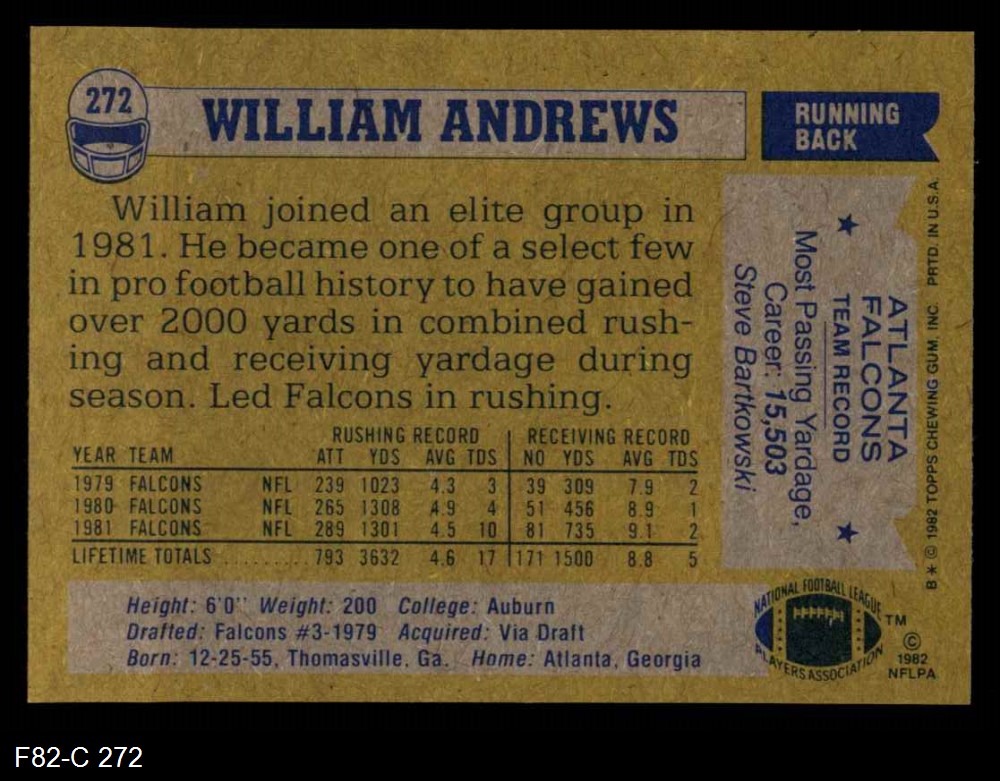 272
WILLIAM ANDREWS
RUNNING
BACK
William joined an elite group in
1981. He became one of a select few
in pro football history to have gained
over 2000 yards in combined rush-
ing and receiving yardage during
season. Led Falcons in rushing.
RUSHING RECORD RECEIVING RECORD
YEAR TEAM ATT YDS AVG TDS NO YDS AVG TDS
1979 FALCONS NFL 239 1023 4.3 3 39 309 7.9 2
1980 FALCONS NFL 265 1308 4.9 4 51 456 8.9 1
1981 FALCONS NFL 289 1301 4.5 10 81 735 9.1 2
LIFETIME TOTALS .......... 793 3632 4.6 17 171 1500 8.8 5
Height: 6'0" Weight: 200 College: Auburn
Drafted: Falcons #3-1979 Acquired: Via Draft
Born: 12-25-55, Thomasville, Ga. Home: Atlanta, Georgia
ATLANTA
FALCONS
★ TEAM RECORD ★
Most Passing Yardage,
Career: 15,503
Steve Bartkowski
B * © 1982 TOPPS CHEWING GUM, INC. PRTD. IN U.S.A.
NATIONAL FOOTBALL LEAGUE
PLAYERS ASSOCIATION
TM
©
1982
NFLPA
F82-C 272